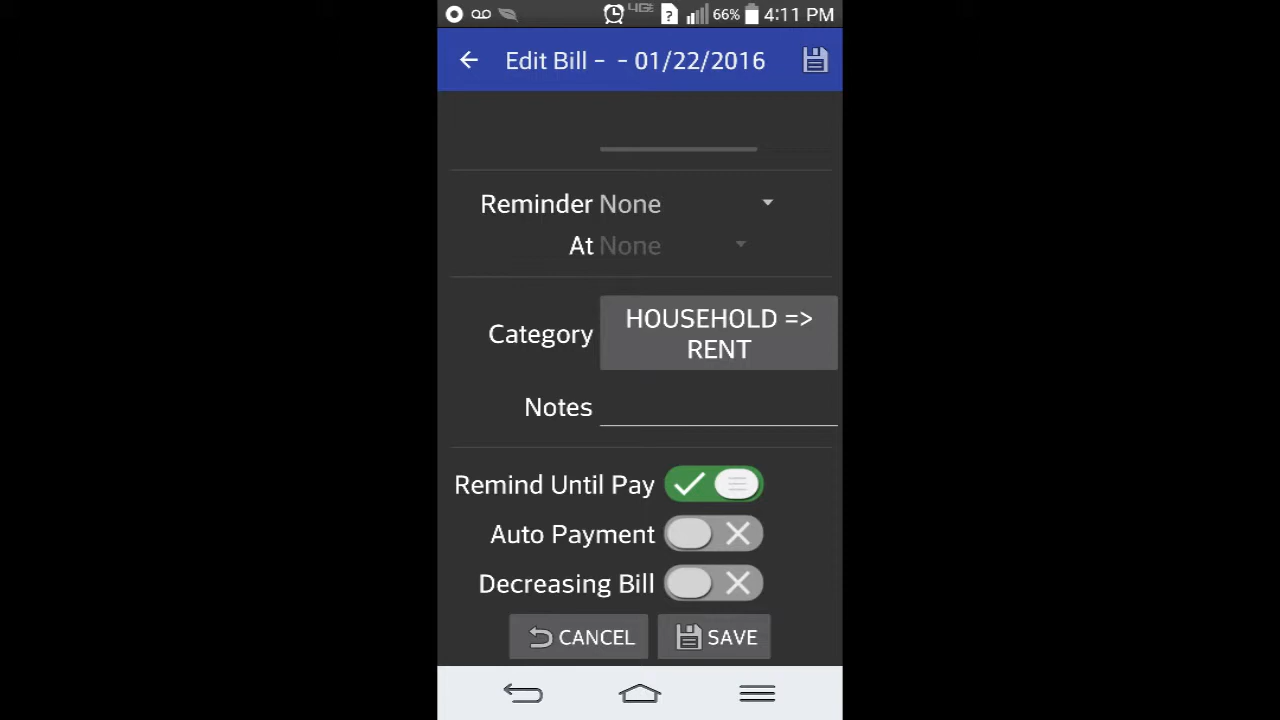 4G 66% 4:11 PM
Edit Bill - - 01/22/2016
Reminder None
At None
Category HOUSEHOLD =>
RENT
Notes
Remind Until Pay
Auto Payment
Decreasing Bill
CANCEL SAVE